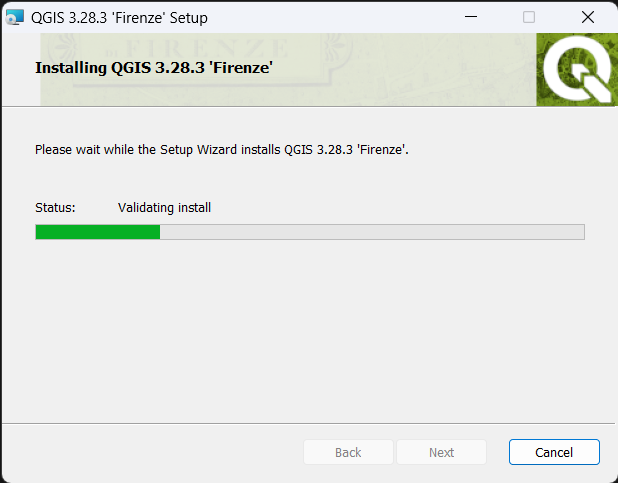 QGIS 3.28.3 'Firenze' Setup
FIRENZE
Installing QGIS 3.28.3 'Firenze'
Please wait while the Setup Wizard installs QGIS 3.28.3 'Firenze'.
Status: Validating install
Back Next Cancel